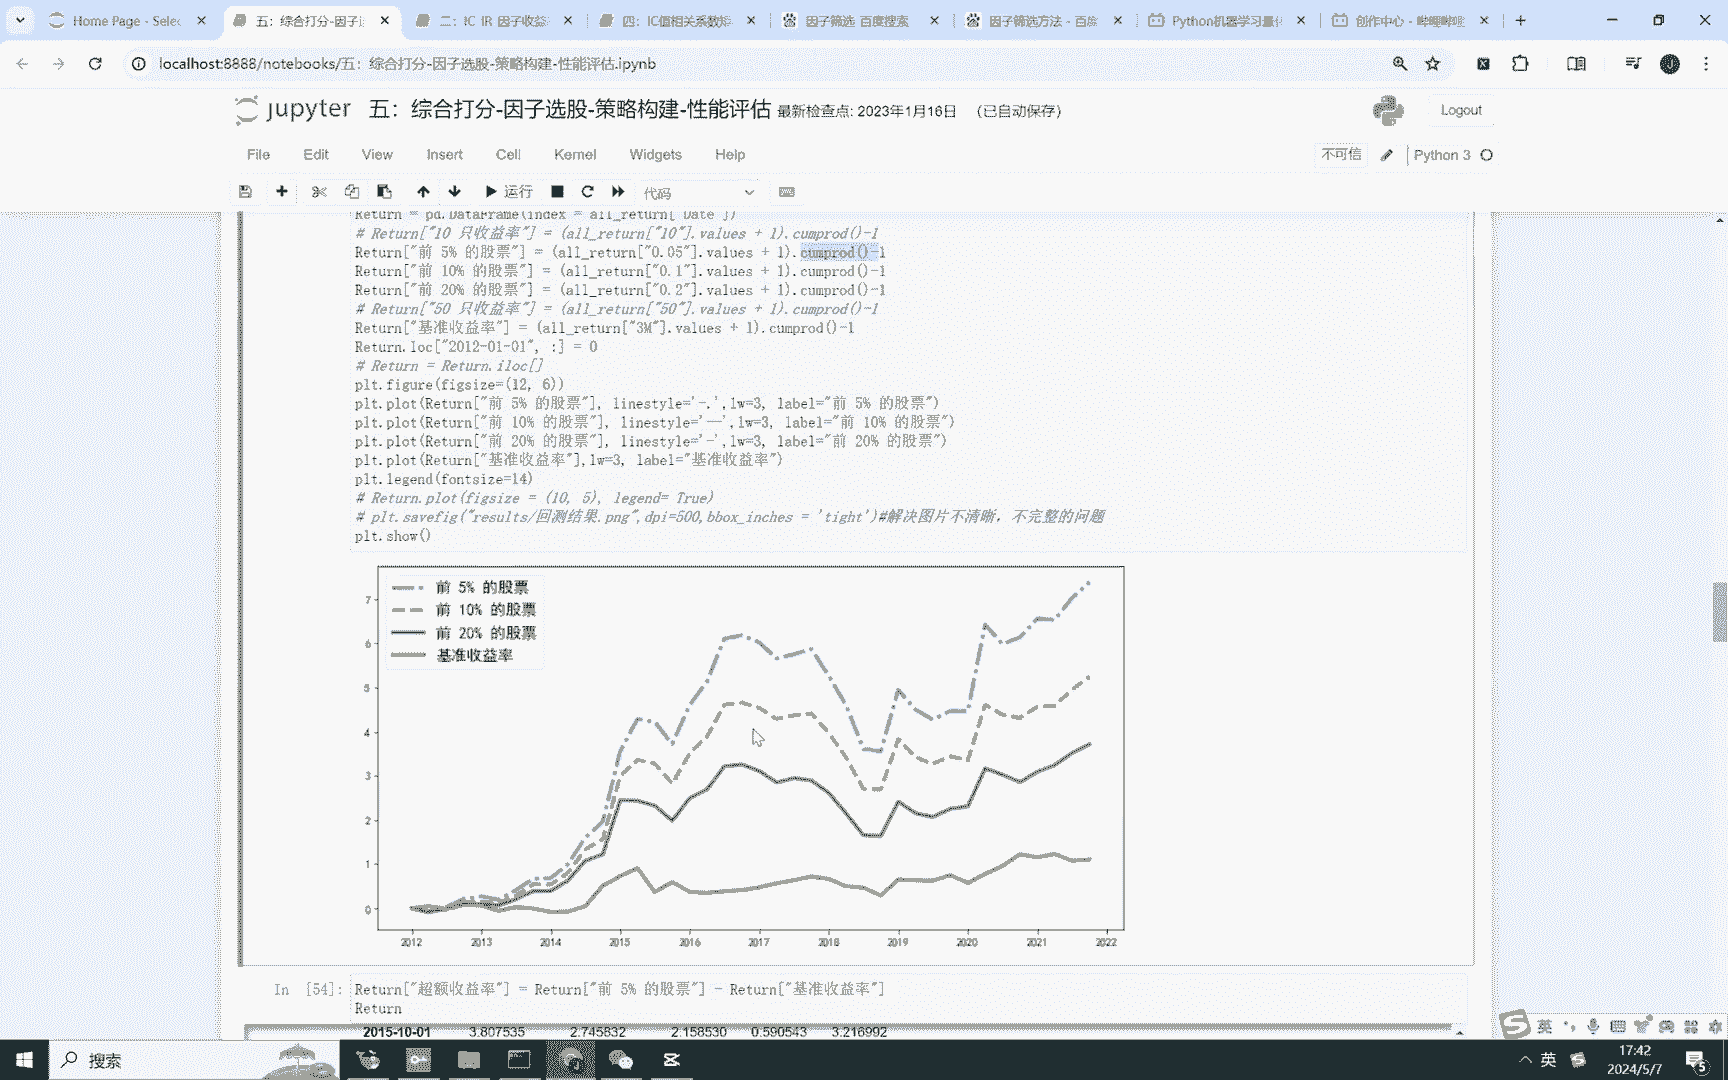 Home Page - Selec
五：综合打分-因子
二：IC IR 因子收益
四：IC值相关系数矩
因子筛选_百度搜索
因子筛选方法 - 百度
Python机器学习量化
创作中心 - 哔哩哔哩
localhost:8888/notebooks/五：综合打分-因子选股-策略构建-性能评估.ipynb
jupyter 五：综合打分-因子选股-策略构建-性能评估 最新检查点: 2023年1月16日 (已自动保存)
Logout
File Edit View Insert Cell Kernel Widgets Help
不可信 Python 3
运行 代码
Return = pd.DataFrame(index = all_return["Date"])
# Return["10 只收益率"] = (all_return["10"].values + 1).cumprod()-1
Return["前 5% 的股票"] = (all_return["0.05"].values + 1).cumprod()-1
Return["前 10% 的股票"] = (all_return["0.1"].values + 1).cumprod()-1
Return["前 20% 的股票"] = (all_return["0.2"].values + 1).cumprod()-1
# Return["50 只收益率"] = (all_return["50"].values + 1).cumprod()-1
Return["基准收益率"] = (all_return["3M"].values + 1).cumprod()-1
Return.loc["2012-01-01", :] = 0
# Return = Return.iloc[]
plt.figure(figsize=(12, 6))
plt.plot(Return["前 5% 的股票"], linestyle='-.',lw=3, label="前 5% 的股票")
plt.plot(Return["前 10% 的股票"], linestyle='--',lw=3, label="前 10% 的股票")
plt.plot(Return["前 20% 的股票"], linestyle='-',lw=3, label="前 20% 的股票")
plt.plot(Return["基准收益率"],lw=3, label="基准收益率")
plt.legend(fontsize=14)
# Return.plot(figsize = (10, 5), legend= True)
# plt.savefig("results/回测结果.png",dpi=500,bbox_inches = 'tight')#解决图片不清晰，不完整的问题
plt.show()
前 5% 的股票
前 10% 的股票
前 20% 的股票
基准收益率
7
6
5
4
3
2
1
0
2012 2013 2014 2015 2016 2017 2018 2019 2020 2021 2022
In [54]: Return["超额收益率"] = Return["前 5% 的股票"] - Return["基准收益率"]
Return
2015-10-01 3.807535 2.745832 2.158530 0.590543 3.216992
英
搜索
英
17:42
2024/5/7
5